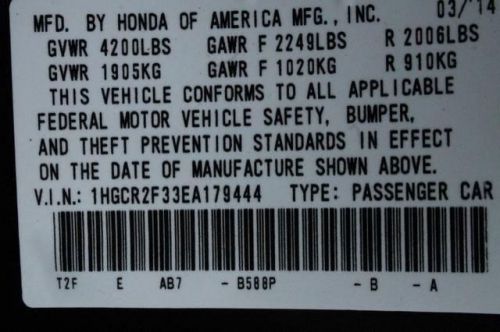 MFD. BY HONDA OF AMERICA MFG., INC. 03/14
GVWR 4200LBS GAWR F 2249LBS R 2006LBS
GVWR 1905KG GAWR F 1020KG R 910KG
THIS VEHICLE CONFORMS TO ALL APPLICABLE
FEDERAL MOTOR VEHICLE SAFETY, BUMPER,
AND THEFT PREVENTION STANDARDS IN EFFECT
ON THE DATE OF MANUFACTURE SHOWN ABOVE.
V.I.N.: 1HGCR2F33EA179444 TYPE: PASSENGER CAR
T2F E AB7 - B588P - B - A